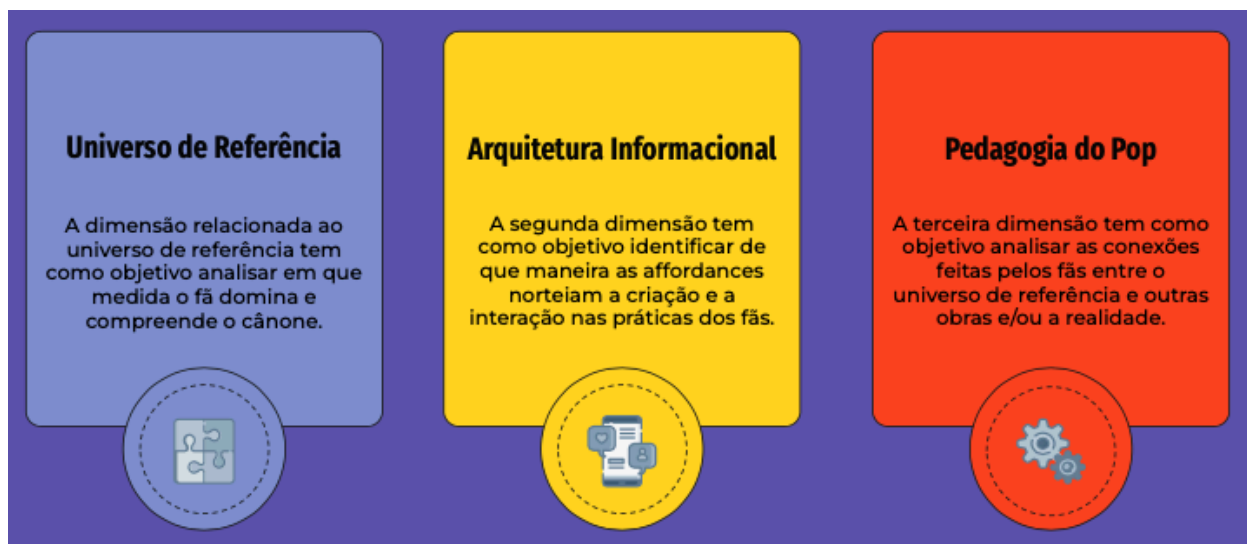 Universo de Referência
A dimensão relacionada ao
universo de referência tem
como objetivo analisar em que
medida o fã domina e
compreende o cânone.
Arquitetura Informacional
A segunda dimensão tem
como objetivo identificar de
que maneira as affordances
norteiam a criação e a
interação nas práticas dos fãs.
Pedagogia do Pop
A terceira dimensão tem como
objetivo analisar as conexões
feitas pelos fãs entre o
universo de referência e outras
obras e/ou a realidade.